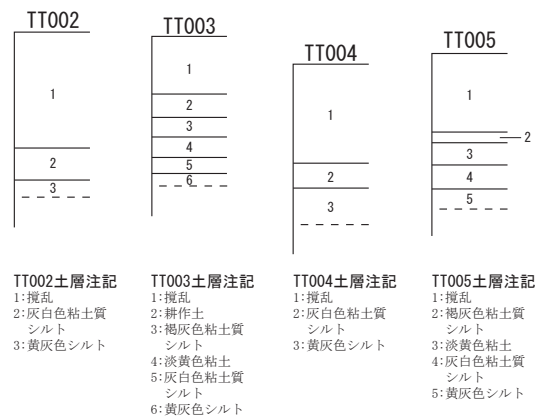 TT002
1
2
3
TT003
1
2
3
4
5
6
TT004
1
2
3
TT005
1
2
3
4
5
TT002土層注記
1:撹乱
2:灰白色粘土質
シルト
3:黄灰色シルト
TT003土層注記
1:撹乱
2:耕作土
3:褐灰色粘土質
シルト
4:淡黄色粘土
5:灰白色粘土質
シルト
6:黄灰色シルト
TT004土層注記
1:撹乱
2:灰白色粘土質
シルト
3:黄灰色シルト
TT005土層注記
1:撹乱
2:褐灰色粘土質
シルト
3:淡黄色粘土
4:灰白色粘土質
シルト
5:黄灰色シルト